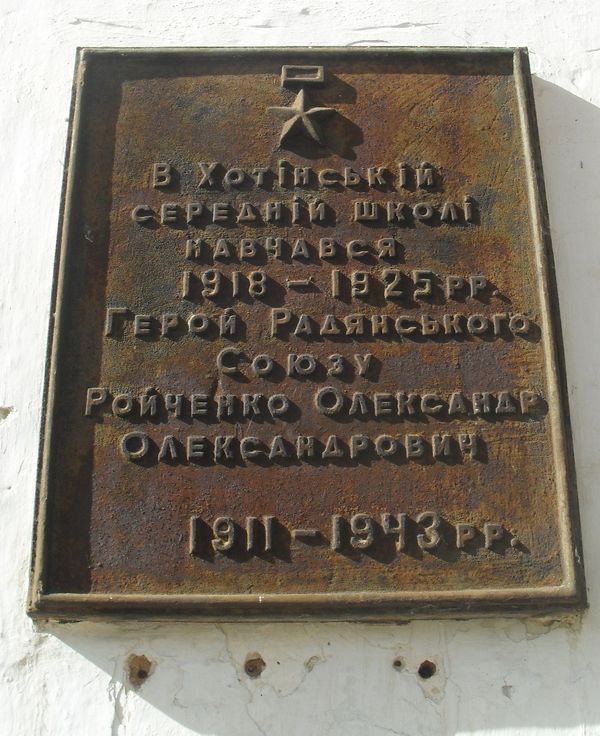 В Хотінській
середній школі
навчався
1918 – 1925 рр.
Герой Радянського
Союзу
Ройченко Олександр
Олександрович
1911 – 1943 рр.